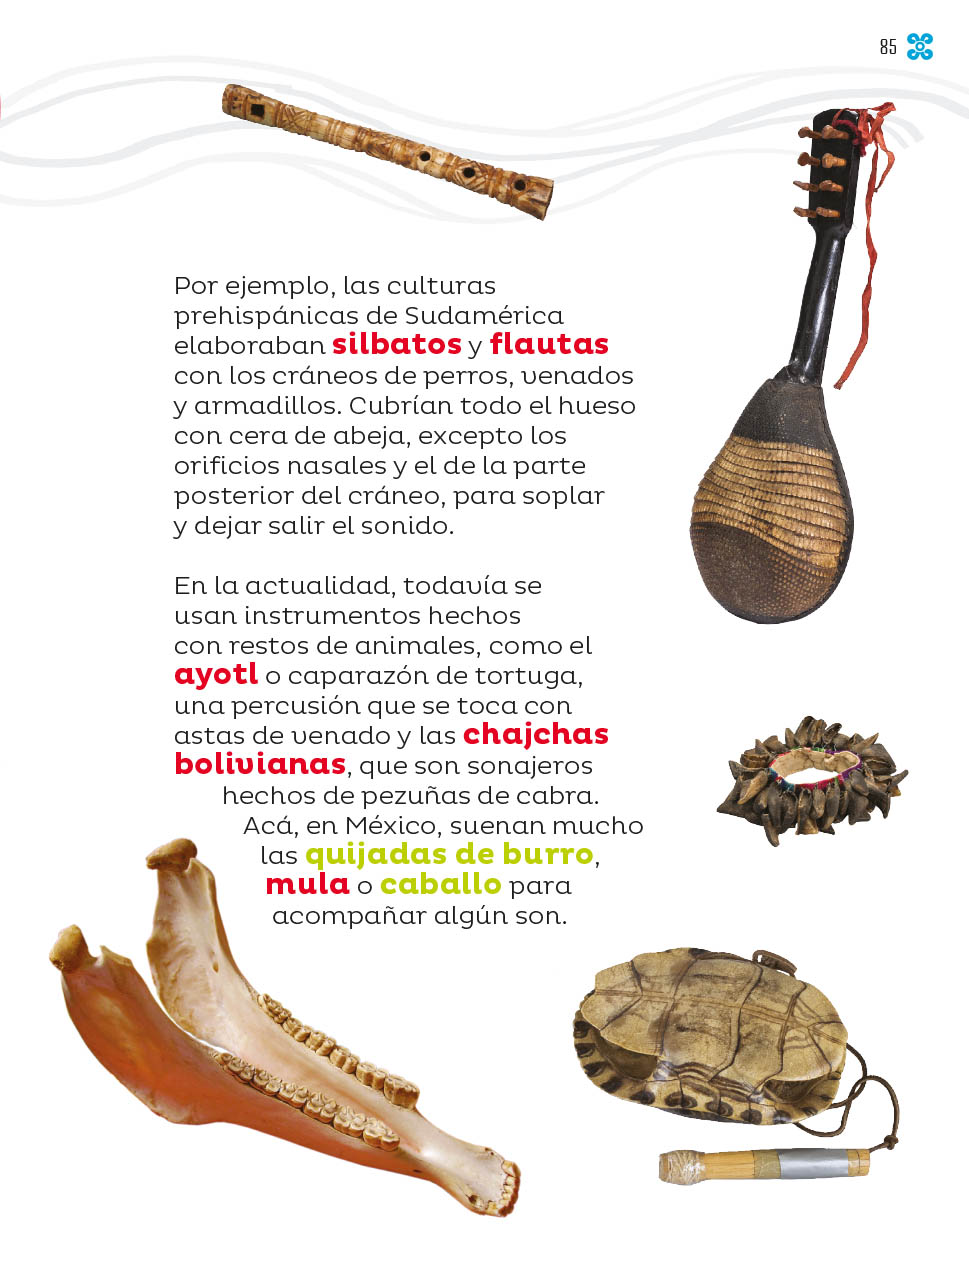 85
Por ejemplo, las culturas
prehispánicas de Sudamérica
elaboraban silbatos y flautas
con los cráneos de perros, venados
y armadillos. Cubrían todo el hueso
con cera de abeja, excepto los
orificios nasales y el de la parte
posterior del cráneo, para soplar
y dejar salir el sonido.
En la actualidad, todavía se
usan instrumentos hechos
con restos de animales, como el
ayotl o caparazón de tortuga,
una percusión que se toca con
astas de venado y las chajchas
bolivianas, que son sonajeros
hechos de pezuñas de cabra.
Acá, en México, suenan mucho
las quijadas de burro,
mula o caballo para
acompañar algún son.